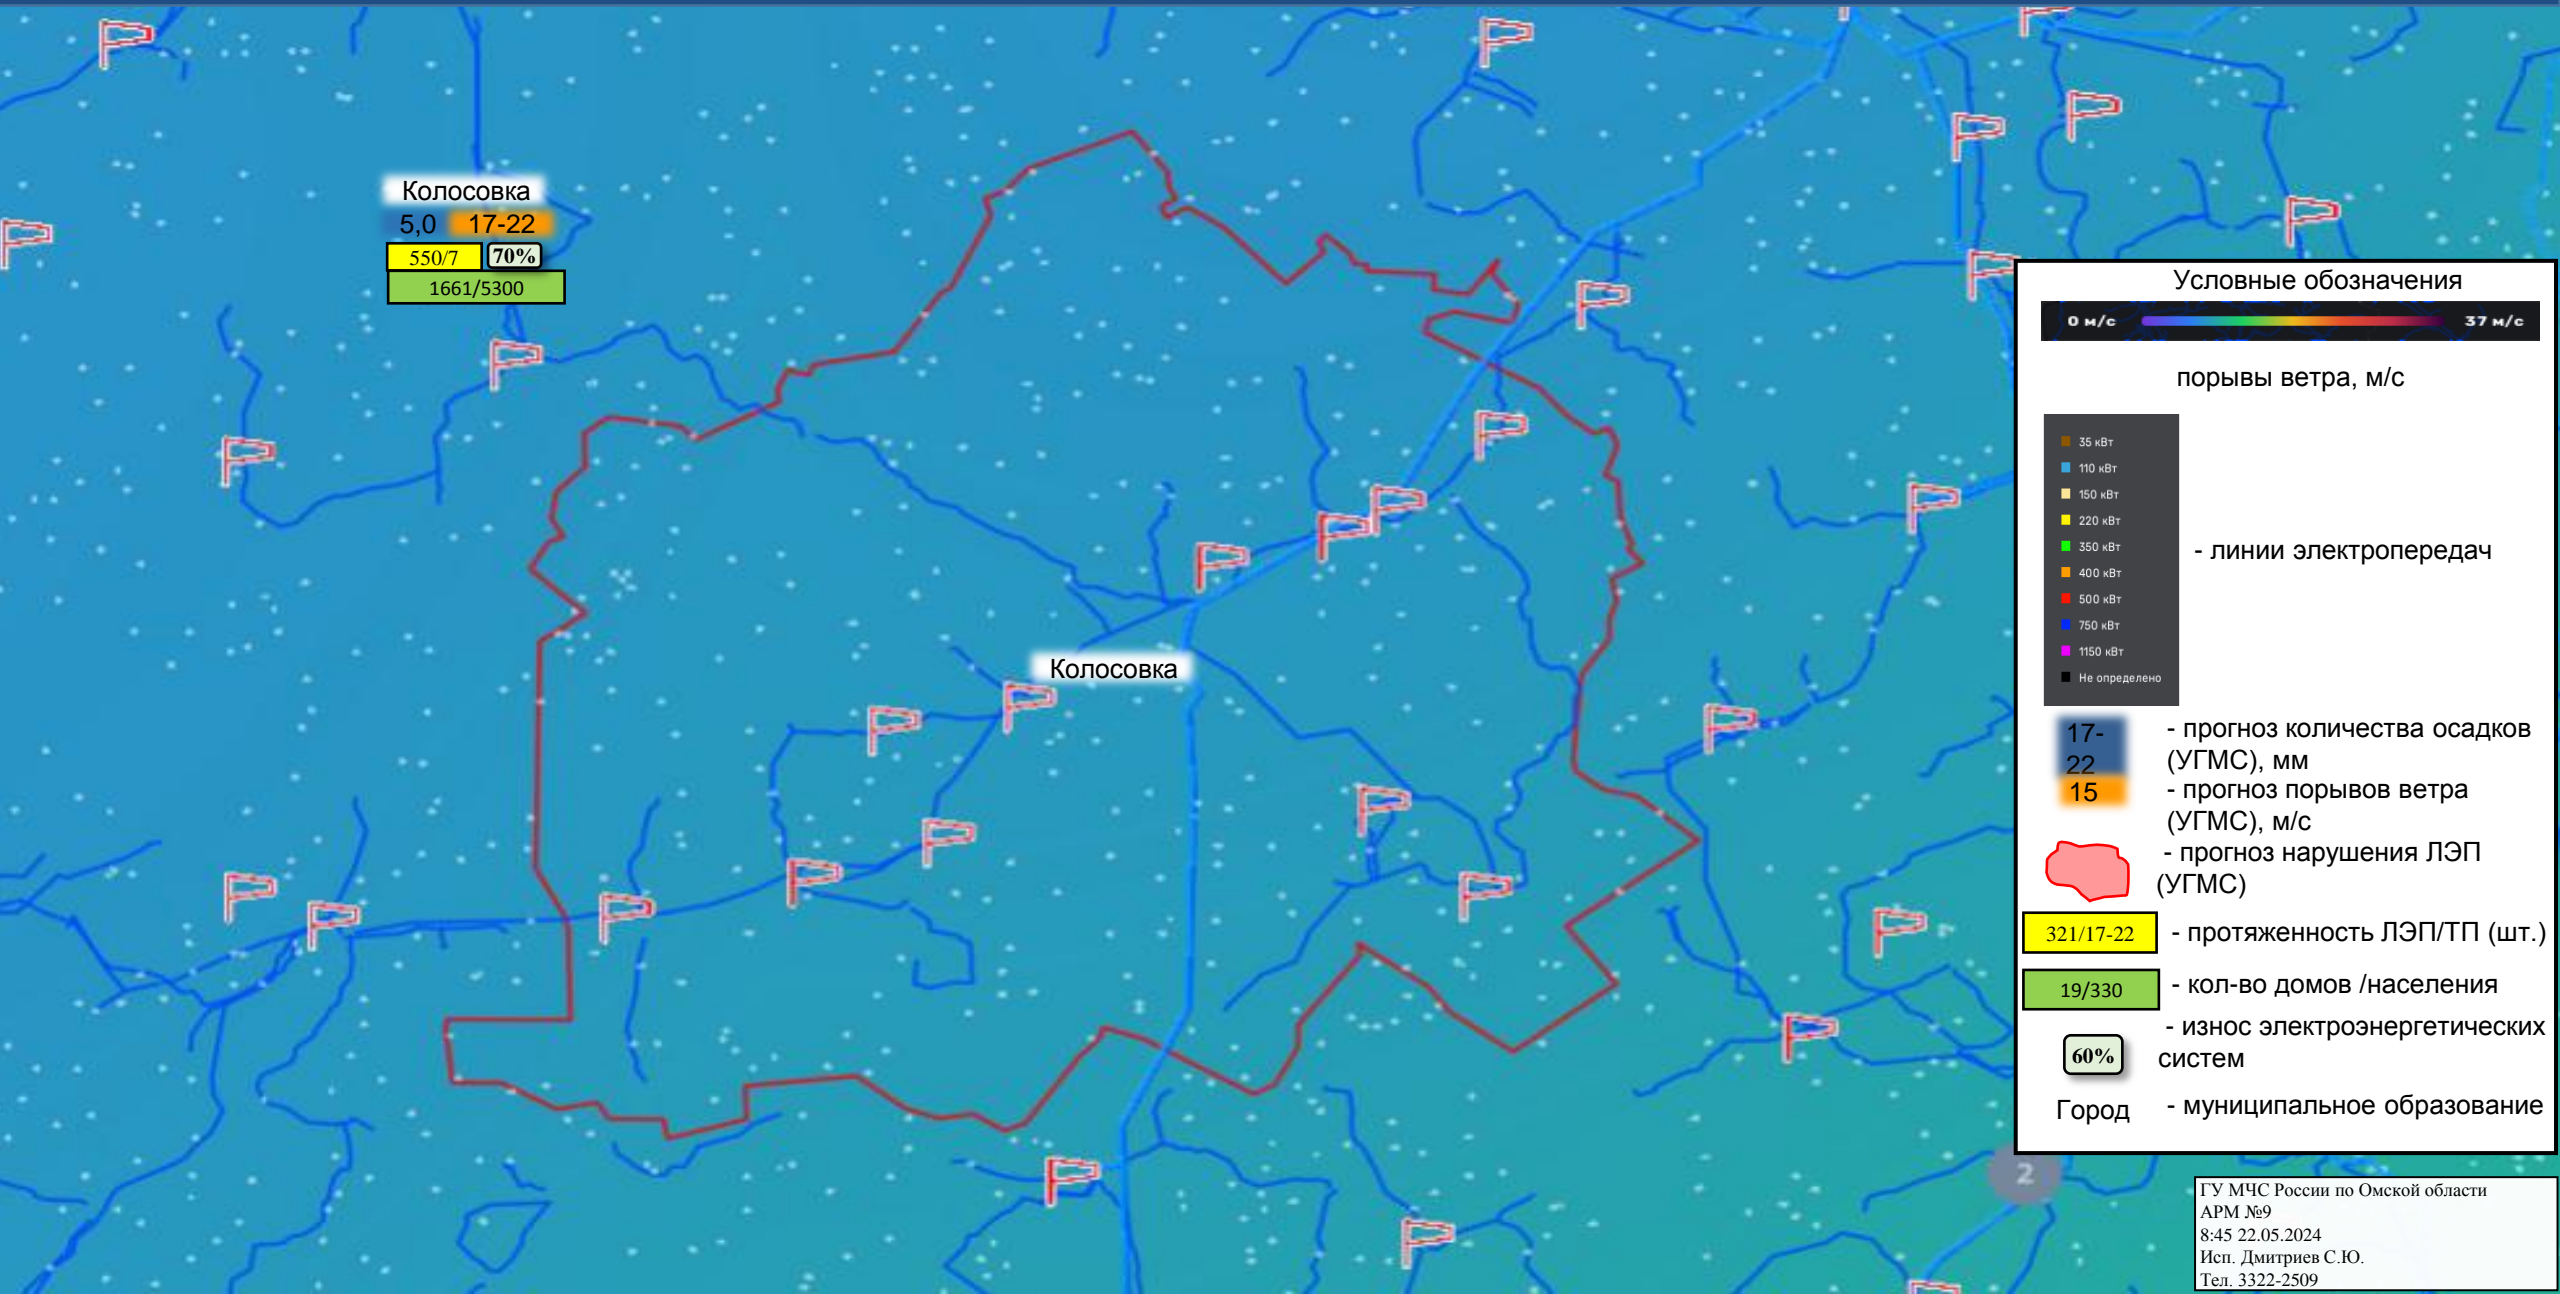 Колосовка
5,0 17-22
550/7 70%
1661/5300
Колосовка
Условные обозначения
0 м/с 37 м/с
порывы ветра, м/с
35 кВт
110 кВт
150 кВт
220 кВт
350 кВт
400 кВт
500 кВт
750 кВт
1150 кВт
Не определено
- линии электропередач
17-
22
- прогноз количества осадков
(УГМС), мм
15
- прогноз порывов ветра
(УГМС), м/с
- прогноз нарушения ЛЭП
(УГМС)
321/17-22 - протяженность ЛЭП/ТП (шт.)
19/330 - кол-во домов /населения
60%
- износ электроэнергетических
систем
Город - муниципальное образование
2
ГУ МЧС России по Омской области
АРМ №9
8:45 22.05.2024
Исп. Дмитриев С.Ю.
Тел. 3322-2509